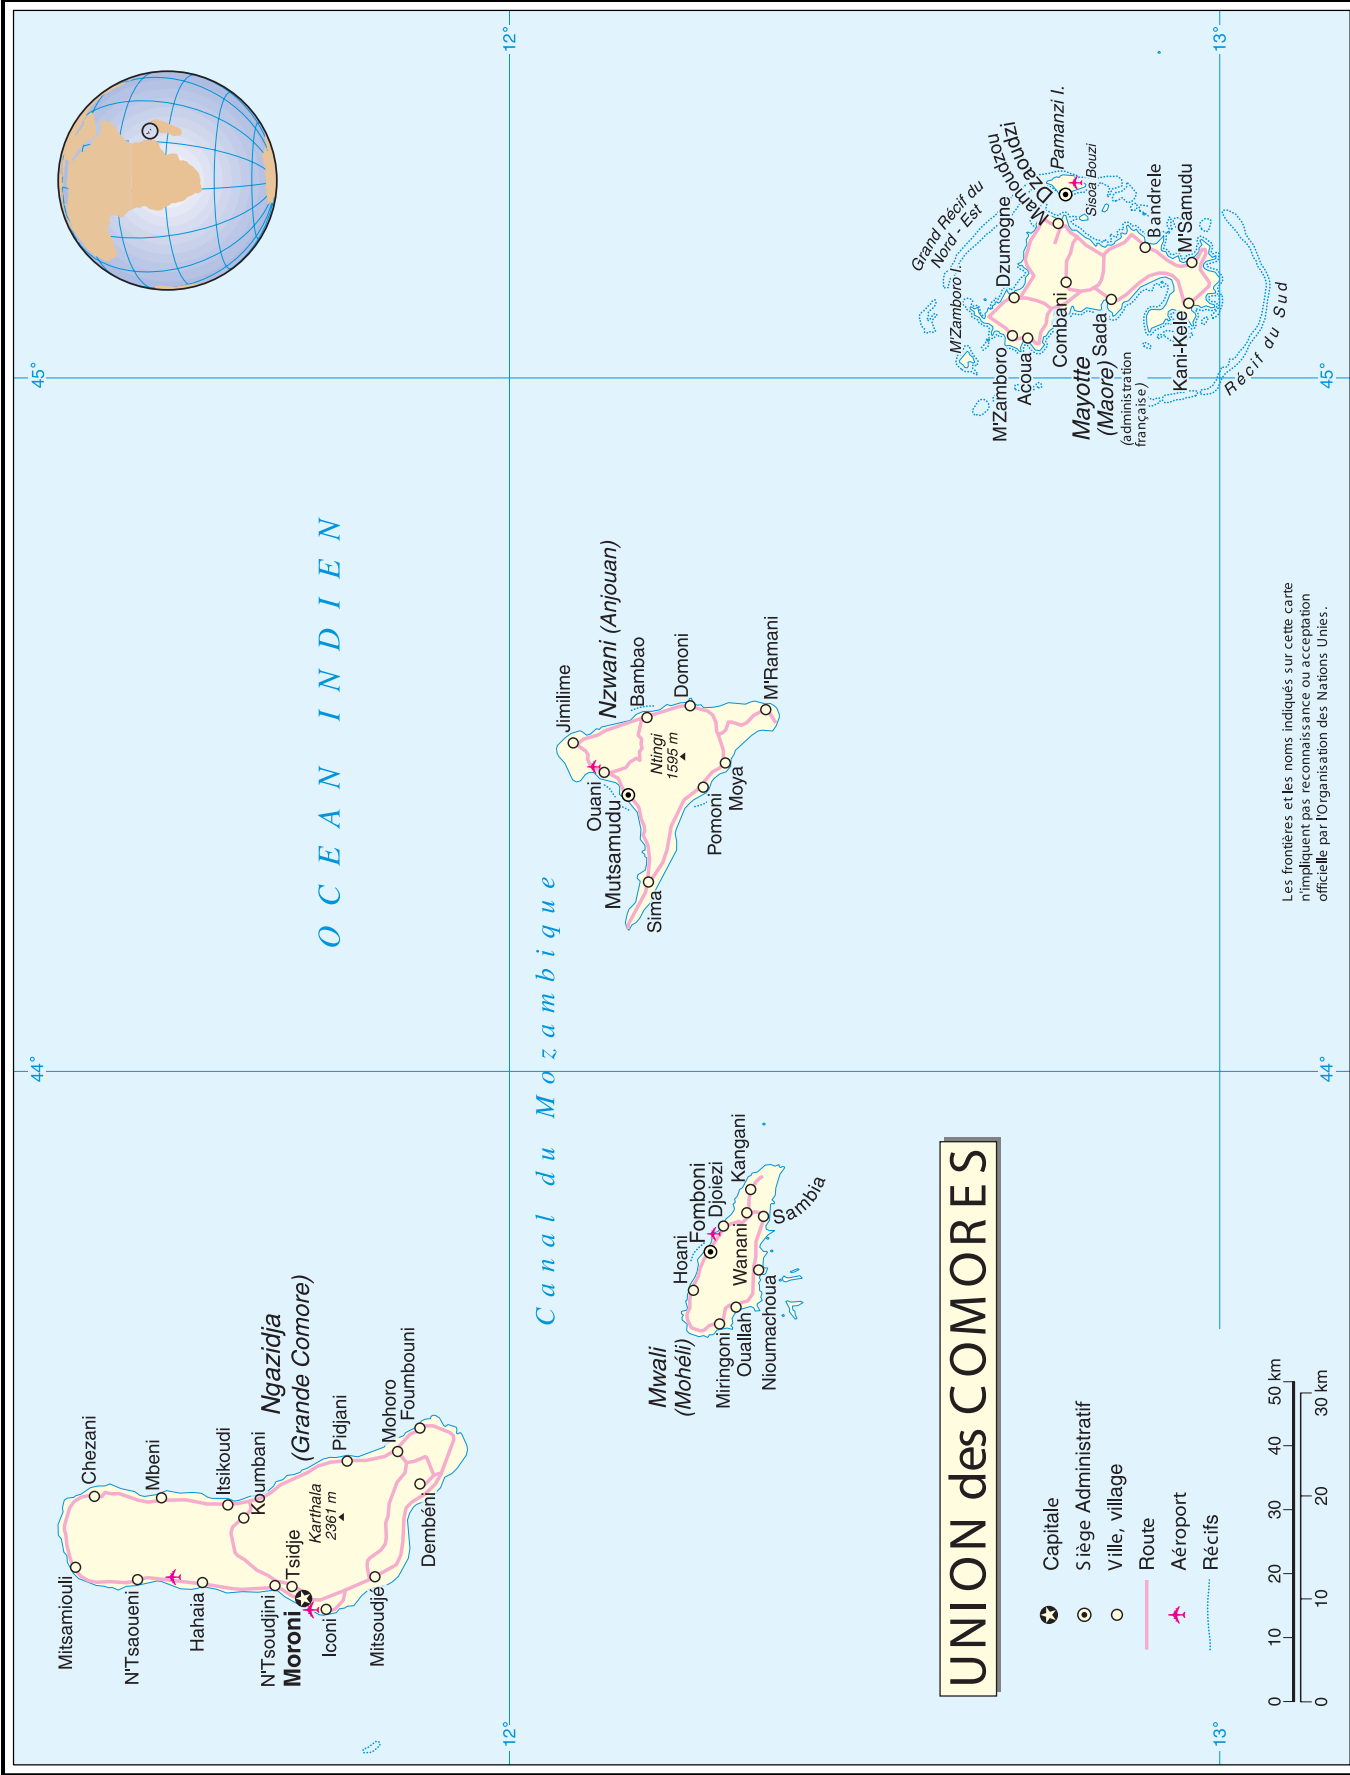 44°
45°
Mitsamiouli
Chezani
N'Tsaoueni
Mbeni
Hahaia
Itsikoudi
Koumbani
N'Tsoudjini
Tsidje
Moroni
Iconi
Ngazidja
(Grande Comore)
Karthala
2361 m
Pidjani
Mitsoudjé
Mohoro
Foumbouni
Dembéni
OCEAN INDIEN
12°
12°
Canal du Mozambique
Jimilime
Nzwani (Anjouan)
Ouani
Mutsamudu
Bambao
Ntingi
1595 m
Domoni
Sima
Pomoni
Moya
M'Ramani
Mwali
(Mohéli)
Hoani
Fomboni
Djoiezi
Kangani
Miringoni
Ouallah
Wanani
Nioumachoua
Sambia
Grand Récif du
Nord - Est
M'Zamboro I.
Dzumogne
Mamoudzou
Dzaoudzi
Pamanzi I.
Sisoa Bouzi
M'Zamboro
Acoua
Combani
Sada
Mayotte
(Maore)
(administration
française)
Bandrele
M'Samudu
Kani-Kele
Récif du Sud
UNION des COMORES
Capitale
Siège Administratif
Ville, village
Route
Aéroport
Récifs
13°
13°
0 10 20 30 40 50 km
0 10 20 30 km
Les frontières et les noms indiqués sur cette carte
n'impliquent pas reconnaissance ou acceptation
officielle par l'Organisation des Nations Unies.
44°
45°